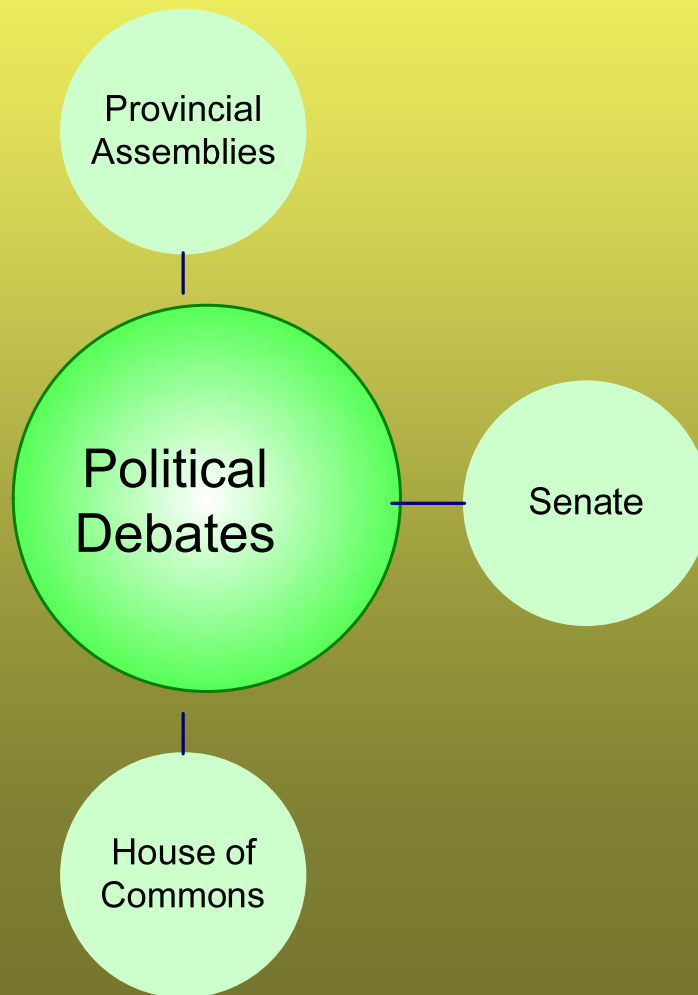 Provincial
Assemblies
Political
Debates
Senate
House of
Commons